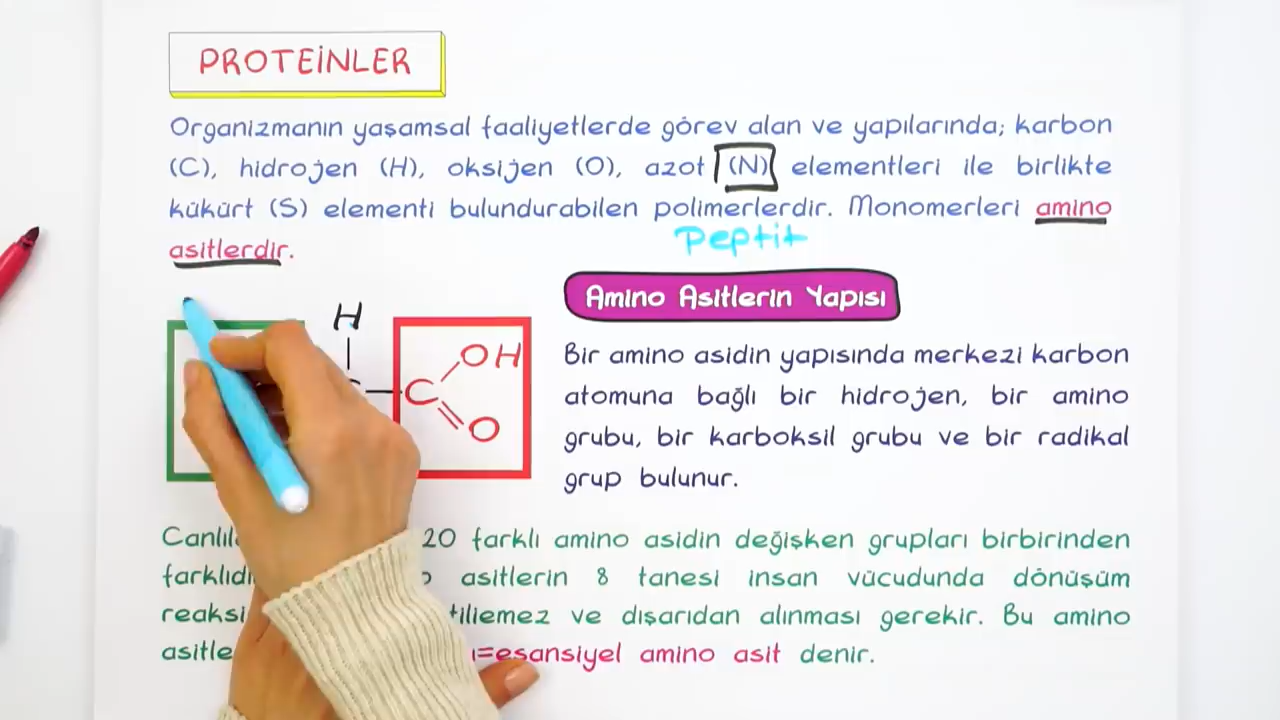 PROTEİNLER
Organizmanın yaşamsal faaliyetlerde görev alan ve yapılarında; karbon
(C), hidrojen (H), oksijen (O), azot (N) elementleri ile birlikte
kükürt (S) elementi bulundurabilen polimerlerdir. Monomerleri amino
asitlerdir.
Peptit
Amino Asitlerin Yapısı
H
OH
C
O
Bir amino asidin yapısında merkezi karbon
atomuna bağlı bir hidrojen, bir amino
grubu, bir karboksil grubu ve bir radikal
grup bulunur.
20 farklı amino asidin değişken grupları birbirinden
asitlerin 8 tanesi insan vücudunda dönüşüm
ve dışarıdan alınması gerekir. Bu amino
=esansiyel amino asit denir.